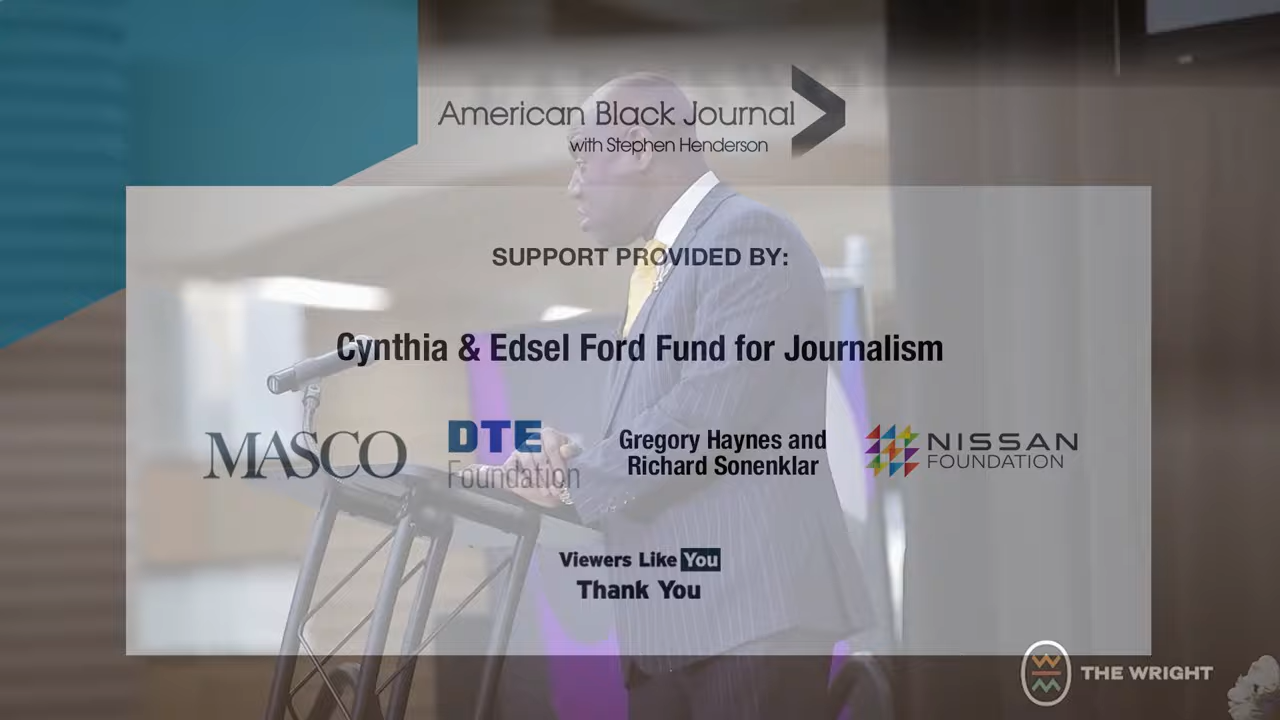 American Black Journal
with Stephen Henderson
SUPPORT PROVIDED BY:
Cynthia & Edsel Ford Fund for Journalism
MASCO
DTE
Foundation
Gregory Haynes and
Richard Sonenklar
NISSAN
FOUNDATION
Viewers Like You
Thank You
THE WRIGHT